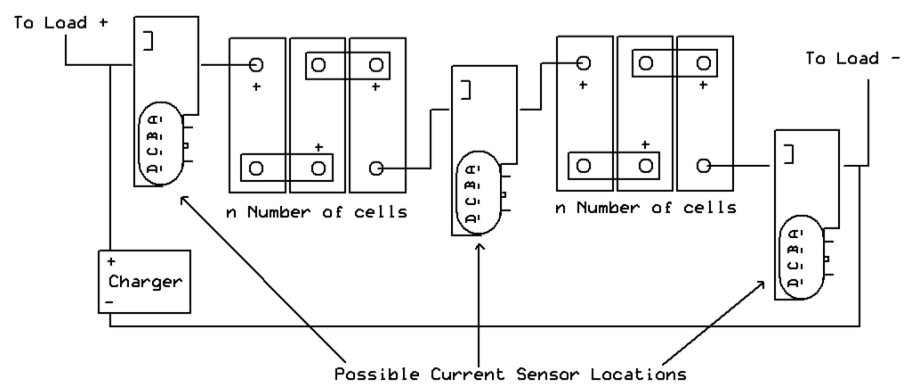 To Load +
To Load -
A
B
C
D
+
+
+
A
B
C
D
+
+
+
A
B
C
D
n Number of cells
n Number of cells
+
Charger
-
Possible Current Sensor Locations